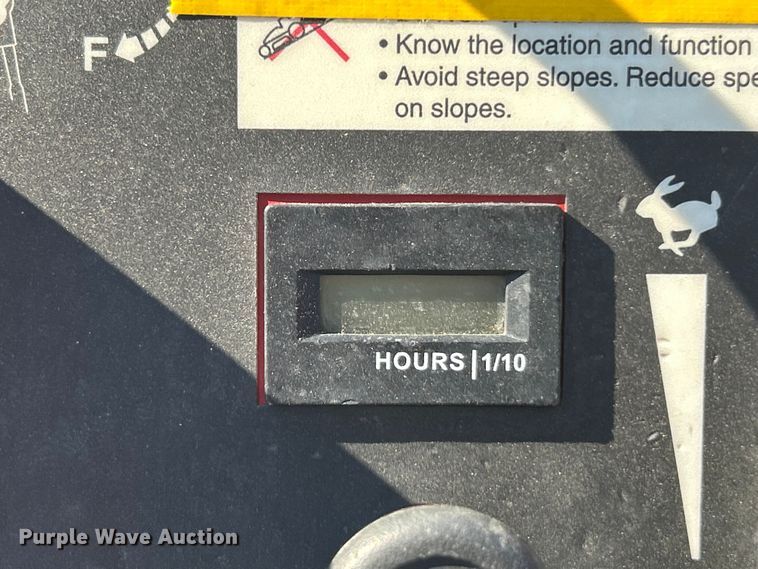 F
• Know the location and function
• Avoid steep slopes. Reduce spe
on slopes.
HOURS | 1/10
Purple Wave Auction